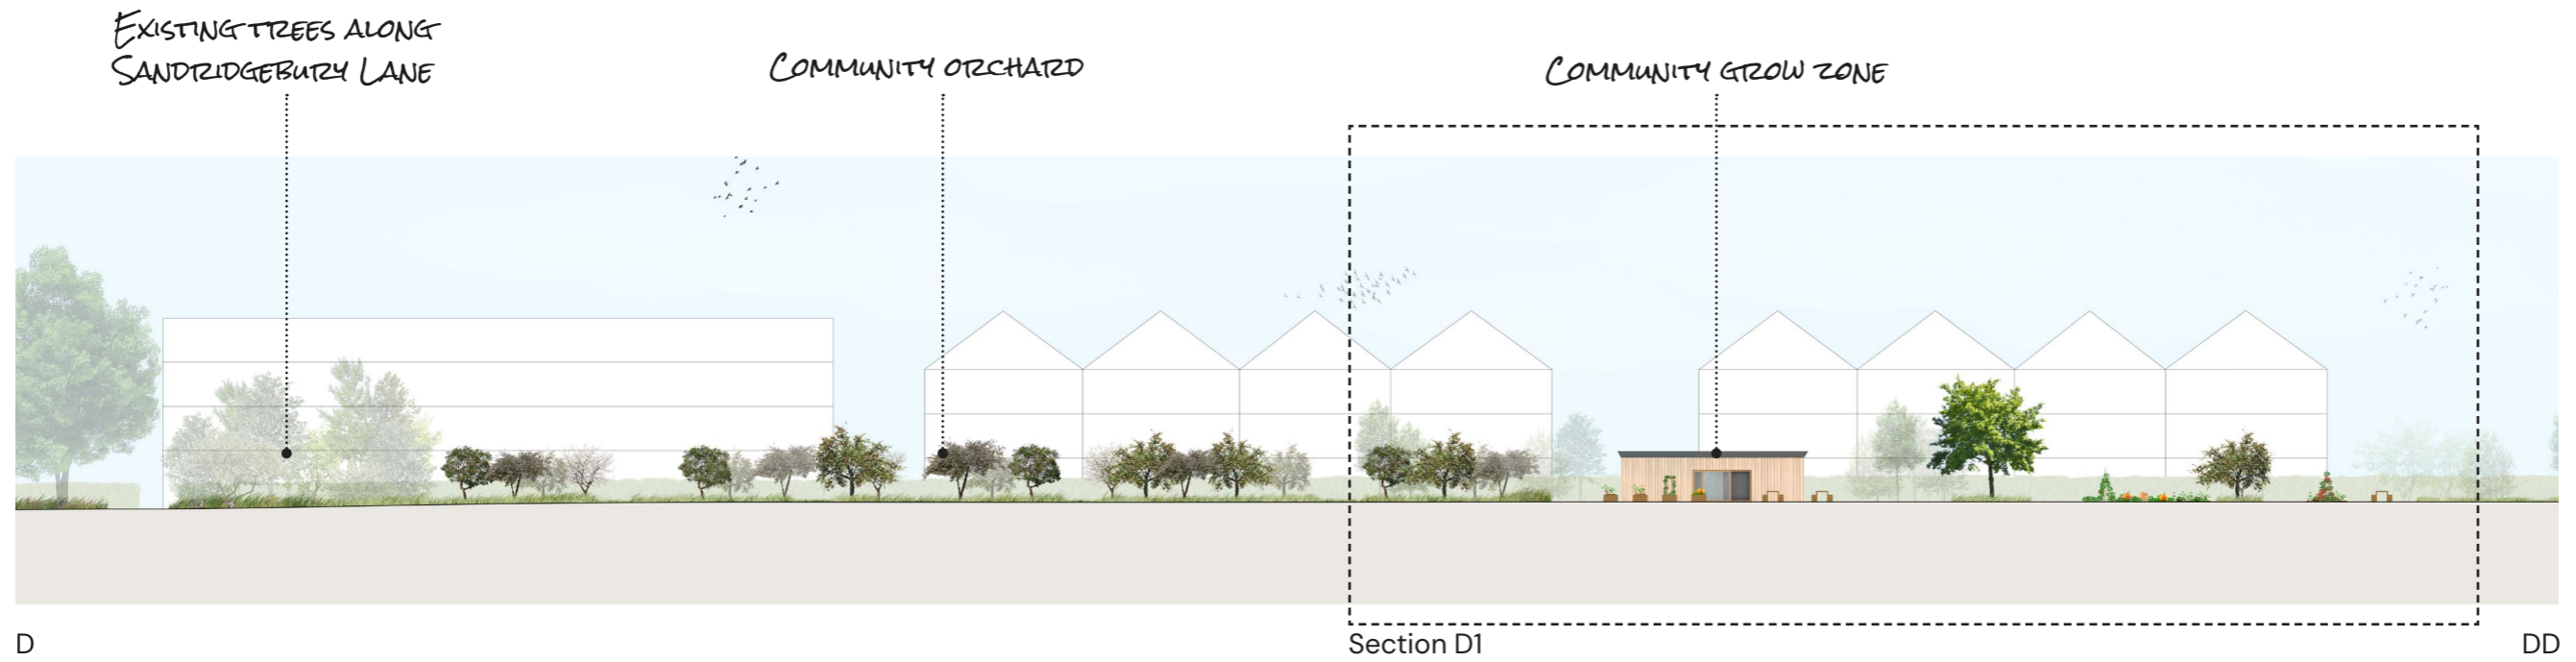 Existing trees along
Sandridgebury Lane
Community orchard
Community grow zone
D
Section D1
DD